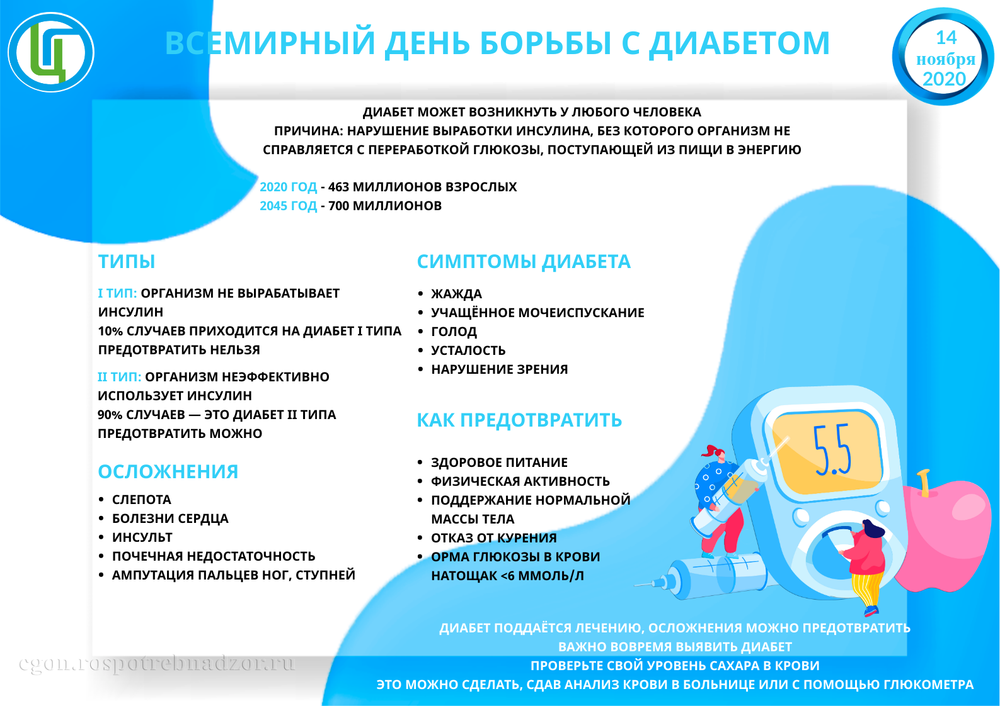 ВСЕМИРНЫЙ ДЕНЬ БОРЬБЫ С ДИАБЕТОМ
14
ноября
2020
ДИАБЕТ МОЖЕТ ВОЗНИКНУТЬ У ЛЮБОГО ЧЕЛОВЕКА
ПРИЧИНА: НАРУШЕНИЕ ВЫРАБОТКИ ИНСУЛИНА, БЕЗ КОТОРОГО ОРГАНИЗМ НЕ
СПРАВЛЯЕТСЯ С ПЕРЕРАБОТКОЙ ГЛЮКОЗЫ, ПОСТУПАЮЩЕЙ ИЗ ПИЩИ В ЭНЕРГИЮ
2020 ГОД - 463 МИЛЛИОНОВ ВЗРОСЛЫХ
2045 ГОД - 700 МИЛЛИОНОВ
ТИПЫ
I ТИП: ОРГАНИЗМ НЕ ВЫРАБАТЫВАЕТ
ИНСУЛИН
10% СЛУЧАЕВ ПРИХОДИТСЯ НА ДИАБЕТ I ТИПА
ПРЕДОТВРАТИТЬ НЕЛЬЗЯ
II ТИП: ОРГАНИЗМ НЕЭФФЕКТИВНО
ИСПОЛЬЗУЕТ ИНСУЛИН
90% СЛУЧАЕВ — ЭТО ДИАБЕТ II ТИПА
ПРЕДОТВРАТИТЬ МОЖНО
ОСЛОЖНЕНИЯ
• СЛЕПОТА
• БОЛЕЗНИ СЕРДЦА
• ИНСУЛЬТ
• ПОЧЕЧНАЯ НЕДОСТАТОЧНОСТЬ
• АМПУТАЦИЯ ПАЛЬЦЕВ НОГ, СТУПНЕЙ
СИМПТОМЫ ДИАБЕТА
• ЖАЖДА
• УЧАЩЁННОЕ МОЧЕИСПУСКАНИЕ
• ГОЛОД
• УСТАЛОСТЬ
• НАРУШЕНИЕ ЗРЕНИЯ
КАК ПРЕДОТВРАТИТЬ
• ЗДОРОВОЕ ПИТАНИЕ
• ФИЗИЧЕСКАЯ АКТИВНОСТЬ
• ПОДДЕРЖАНИЕ НОРМАЛЬНОЙ
МАССЫ ТЕЛА
• ОТКАЗ ОТ КУРЕНИЯ
• ОРМА ГЛЮКОЗЫ В КРОВИ
НАТОЩАК <6 ММОЛЬ/Л
5.5
ДИАБЕТ ПОДДАЁТСЯ ЛЕЧЕНИЮ, ОСЛОЖНЕНИЯ МОЖНО ПРЕДОТВРАТИТЬ
ВАЖНО ВОВРЕМЯ ВЫЯВИТЬ ДИАБЕТ
ПРОВЕРЬТЕ СВОЙ УРОВЕНЬ САХАРА В КРОВИ
ЭТО МОЖНО СДЕЛАТЬ, СДАВ АНАЛИЗ КРОВИ В БОЛЬНИЦЕ ИЛИ С ПОМОЩЬЮ ГЛЮКОМЕТРА
cgon.rospotrebnadzor.ru